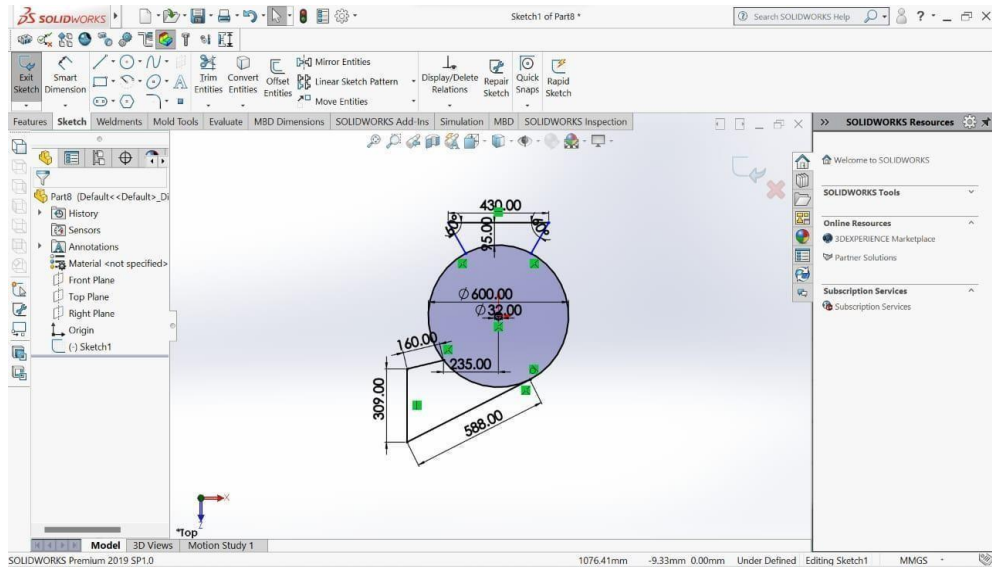 SOLIDWORKS
Sketch1 of Part8 *
Search SOLIDWORKS Help
?
Exit Sketch
Smart Dimension
Trim Entities
Convert Entities
Offset Entities
Mirror Entities
Linear Sketch Pattern
Move Entities
Display/Delete Relations
Repair Sketch
Quick Snaps
Rapid Sketch
Features Sketch Weldments Mold Tools Evaluate MBD Dimensions SOLIDWORKS Add-Ins Simulation MBD SOLIDWORKS Inspection
SOLIDWORKS Resources
Part8 (Default<<Default>_Di
History
Sensors
Annotations
Material <not specified>
Front Plane
Top Plane
Right Plane
Origin
(-) Sketch1
430.00
60°
95.00
60°
Ø600.00
Ø32.00
160.00
235.00
309.00
588.00
X
Z
*Top
Welcome to SOLIDWORKS
SOLIDWORKS Tools
Online Resources
3DEXPERIENCE Marketplace
Partner Solutions
Subscription Services
Subscription Services
Model 3D Views Motion Study 1
SOLIDWORKS Premium 2019 SP1.0
1076.41mm -9.33mm 0.00mm Under Defined Editing Sketch1 MMGS